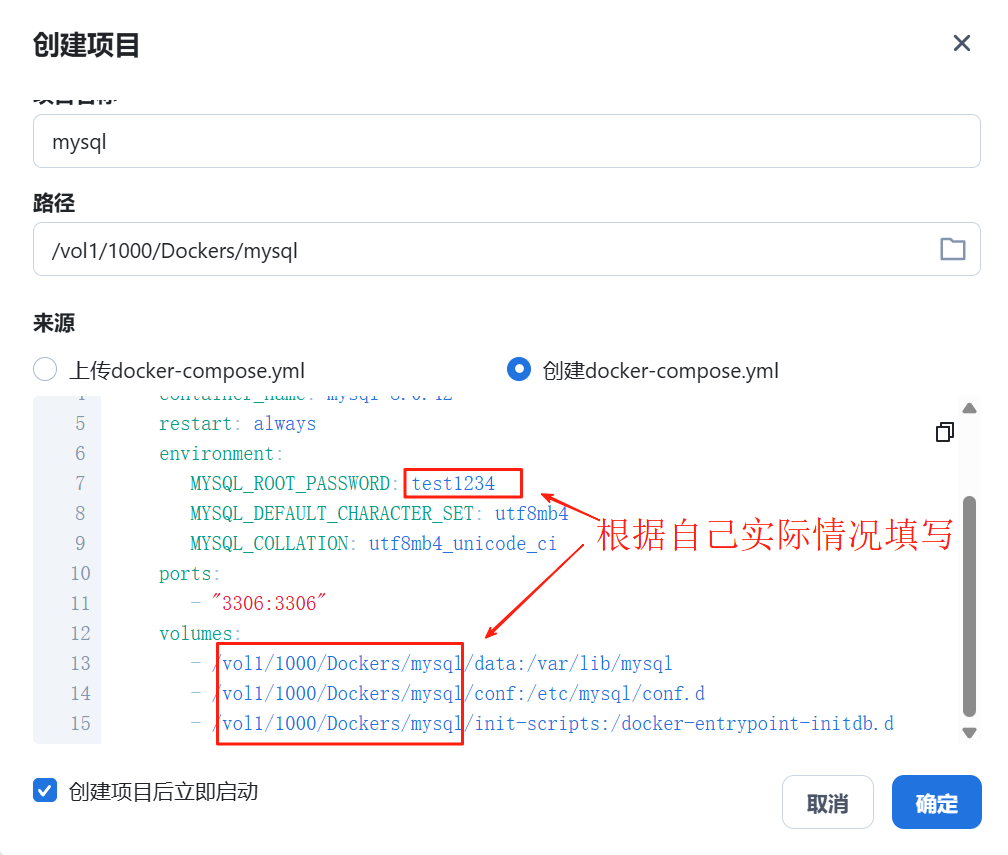 创建项目
项目名称
mysql
路径
/vol1/1000/Dockers/mysql
来源
上传docker-compose.yml
创建docker-compose.yml
4 container_name: mysql-8.0.42
5 restart: always
6 environment:
7 MYSQL_ROOT_PASSWORD: test1234
8 MYSQL_DEFAULT_CHARACTER_SET: utf8mb4
9 MYSQL_COLLATION: utf8mb4_unicode_ci
根据自己实际情况填写
10 ports:
11 - "3306:3306"
12 volumes:
13 - /vol1/1000/Dockers/mysql/data:/var/lib/mysql
14 - /vol1/1000/Dockers/mysql/conf:/etc/mysql/conf.d
15 - /vol1/1000/Dockers/mysql/init-scripts:/docker-entrypoint-initdb.d
创建项目后立即启动
取消
确定